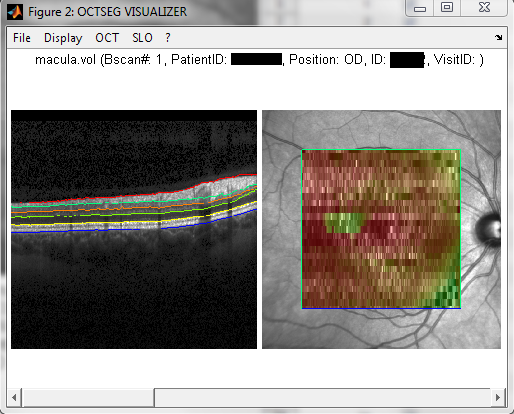 Figure 2: OCTSEG VISUALIZER
File Display OCT SLO ?
macula.vol (Bscan#: 1, PatientID: , Position: OD, ID: , VisitID: )